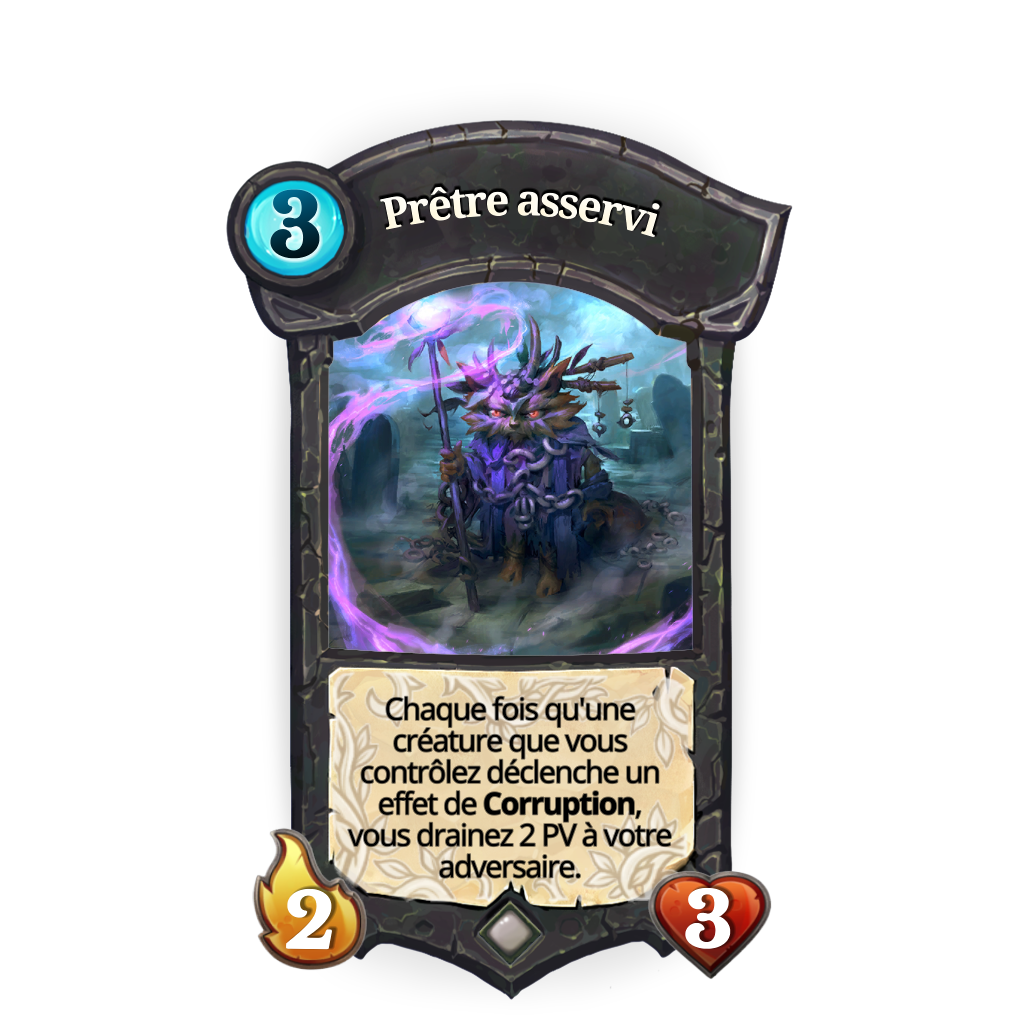 3
Prêtre asservi
Chaque fois qu'une
créature que vous
contrôlez déclenche un
effet de Corruption,
vous drainez 2 PV à votre
adversaire.
2
3